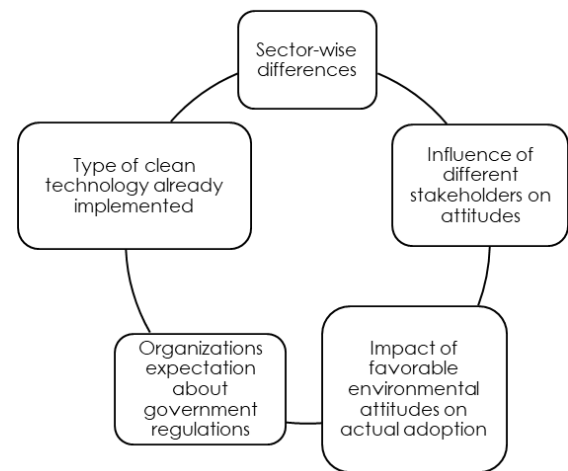 Sector-wise
differences
Influence of
different
stakeholders on
attitudes
Impact of
favorable
environmental
attitudes on
actual adoption
Organizations
expectation
about
government
regulations
Type of clean
technology already
implemented